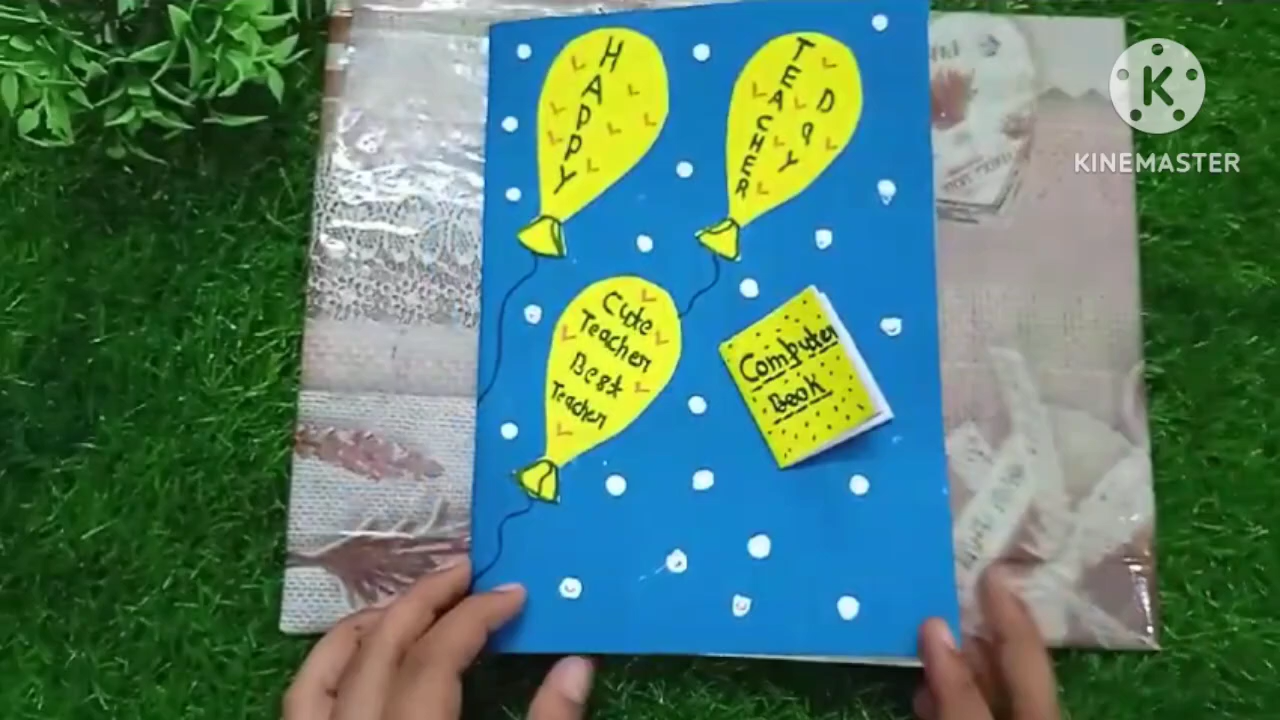 HAPPY
TEACHER
DAY
Cute
Teacher
Best
Teacher
Computer
Book
K
KINEMASTER